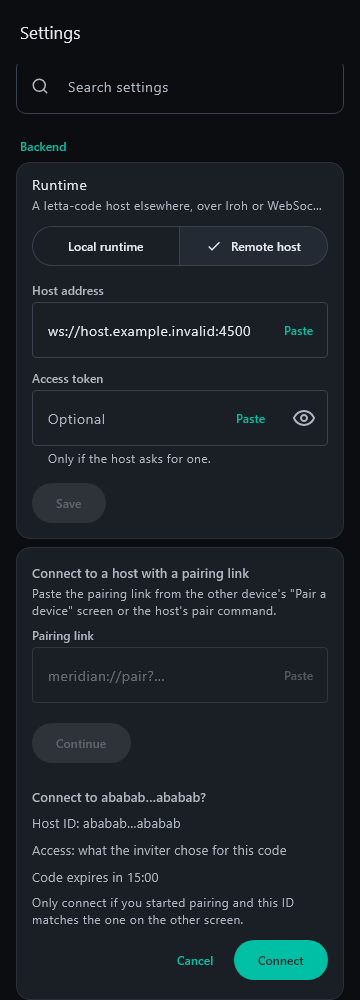 Settings
Search settings
Backend
Runtime
A letta-code host elsewhere, over Iroh or WebSoc...
Local runtime
Remote host
Host address
ws://host.example.invalid:4500
Paste
Access token
Optional
Paste
Only if the host asks for one.
Save
Connect to a host with a pairing link
Paste the pairing link from the other device's "Pair a
device" screen or the host's pair command.
Pairing link
meridian://pair?...
Paste
Continue
Connect to ababab...ababab?
Host ID: ababab...ababab
Access: what the inviter chose for this code
Code expires in 15:00
Only connect if you started pairing and this ID
matches the one on the other screen.
Cancel
Connect